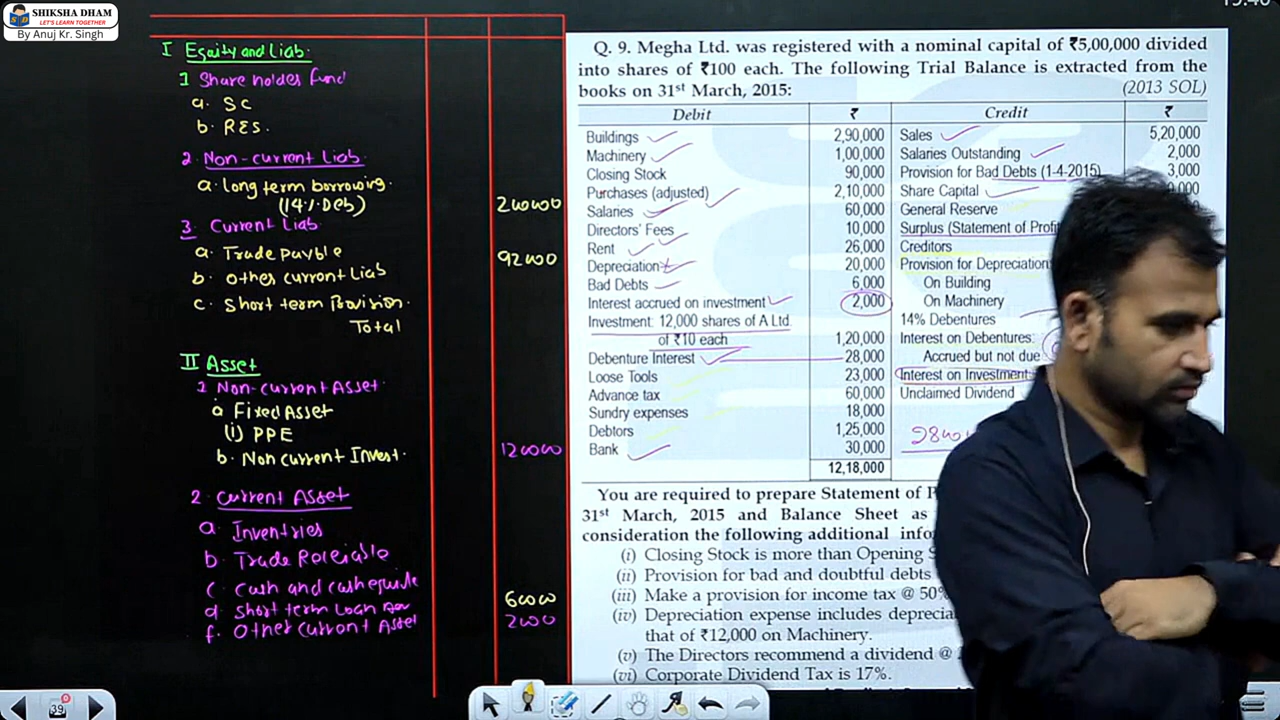 SHIKSHA DHAM
LET'S LEARN TOGETHER
By Anuj Kr. Singh
I Equity and Liab.
1 Share holder fund
a. SC
b. RES.
2. Non-current Liab.
a. long term borrowing.
(14% Deb) 200000
3. Current Liab.
a. Trade payble 92000
b. other current Liab
c. Short term Provision.
Total
II Asset
1 Non-current Asset.
a Fixed Asset
(i) PPE
b. Non current Invest. 120000
2. Current Asset
a. Inventries
b. Trade Receiable
c. Cash and cash
d. Short term Loan 60000
f. Other current Asset 2000
Q. 9. Megha Ltd. was registered with a nominal capital of ₹5,00,000 divided
into shares of ₹100 each. The following Trial Balance is extracted from the
books on 31st March, 2015: (2013 SOL)
Debit ₹ Credit ₹
Buildings 2,90,000 Sales 5,20,000
Machinery 1,00,000 Salaries Outstanding 2,000
Closing Stock 90,000 Provision for Bad Debts (1-4-2015) 3,000
Purchases (adjusted) 2,10,000 Share Capital
Salaries 60,000 General Reserve
Directors' Fees 10,000 Surplus (Statement of
Rent 26,000 Creditors
Depreciation 20,000 Provision for Depreciation
Bad Debts 6,000 On Building
Interest accrued on investment 2,000 On Machinery
Investment: 12,000 shares of A Ltd. 14% Debentures
of ₹10 each 1,20,000 Interest on Debentures:
Debenture Interest 28,000 Accrued but not due
Loose Tools 23,000 Interest on Investment
Advance tax 60,000 Unclaimed Dividend
Sundry expenses 18,000
Debtors 1,25,000
Bank 30,000
12,18,000
You are required to prepare Statement of
31st March, 2015 and Balance Sheet as
consideration the following additional
(i) Closing Stock is more than Opening
(ii) Provision for bad and doubtful debts
(iii) Make a provision for income tax @ 50%
(iv) Depreciation expense includes
that of ₹12,000 on Machinery.
(v) The Directors recommend a dividend @
(vi) Corporate Dividend Tax is 17%.
39